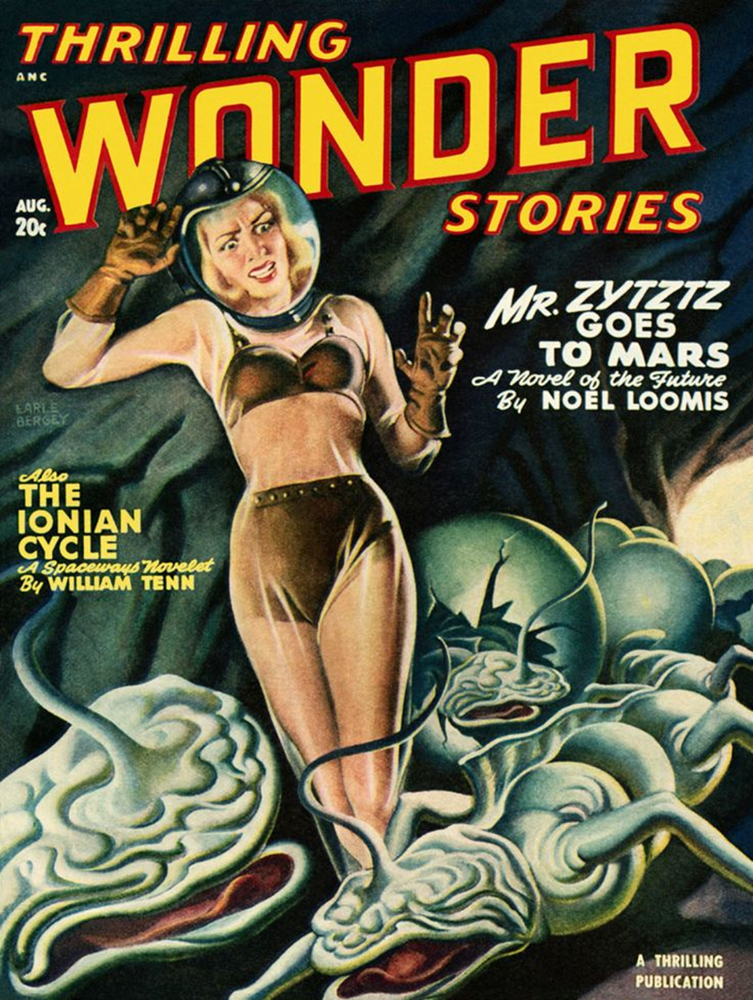 THRILLING
ANC
WONDER
AUG.
20¢
STORIES
MR. ZYTZTZ
GOES
TO MARS
A Novel of the Future
By NOEL LOOMIS
EARLE
BERGEY
Also
THE
IONIAN
CYCLE
A Spaceways Novelet
By WILLIAM TENN
A THRILLING
PUBLICATION